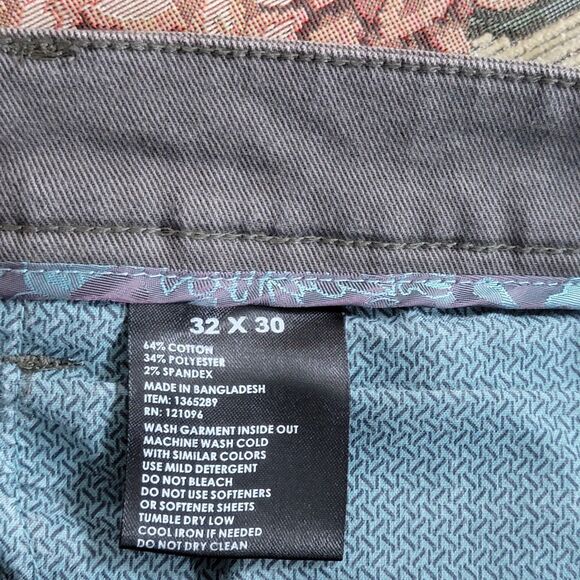 32 X 30
64% COTTON
34% POLYESTER
2% SPANDEX
MADE IN BANGLADESH
ITEM: 1365289
RN: 121096
WASH GARMENT INSIDE OUT
MACHINE WASH COLD
WITH SIMILAR COLORS
USE MILD DETERGENT
DO NOT BLEACH
DO NOT USE SOFTENERS
OR SOFTENER SHEETS
TUMBLE DRY LOW
COOL IRON IF NEEDED
DO NOT DRY CLEAN